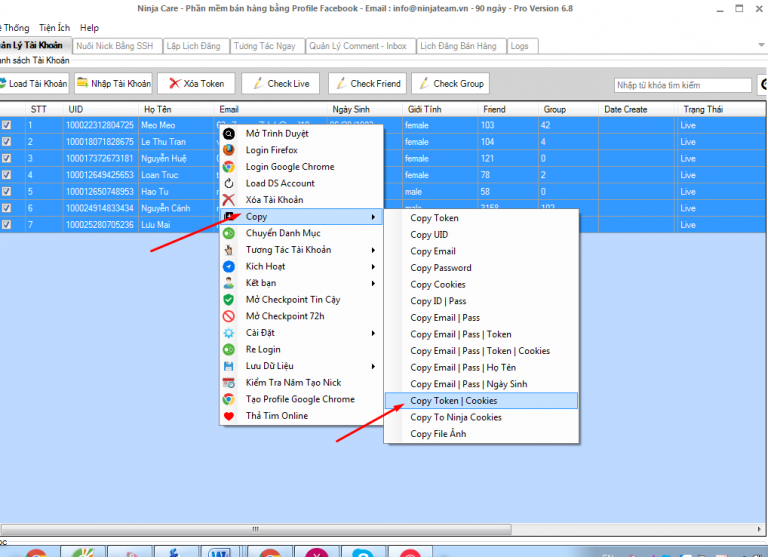 Ninja Care - Phần mềm bán hàng bằng Profile Facebook - Email : info@ninjateam.vn - 90 ngày - Pro Version 6.8
Thống Tiện Ích Help
Quản Lý Tài Khoản Nuôi Nick Bằng SSH Lập Lịch Đăng Tương Tác Ngay Quản Lý Comment - Inbox Lịch Đăng Bán Hàng Logs
sách Tài Khoản
Load Tài Khoản Nhập Tài Khoản Xóa Token Check Live Check Friend Check Group Nhập từ khóa tìm kiếm
STT UID Họ Tên Email Ngày Sinh Giới Tính Friend Group Date Create Trạng Thái
1 100022312804725 Meo Meo female 103 42 Live
2 100018071828675 Le Thu Tran female 104 4 Live
3 100017372673181 Nguyễn Huệ female 121 0 Live
4 100012649425653 Loan Truc female 78 2 Live
5 100012650748953 Hao Tu male 58 0 Live
6 100024914833434 Nguyễn Cảnh Live
7 100025280705236 Lưu Mai Live
Mở Trình Duyệt
Login Firefox
Login Google Chrome
Load DS Account
Xóa Tài Khoản
Copy
Chuyển Danh Mục
Tương Tác Tài Khoản
Kích Hoạt
Kết bạn
Mở Checkpoint Tin Cậy
Mở Checkpoint 72h
Cài Đặt
Re Login
Lưu Dữ Liệu
Kiểm Tra Năm Tạo Nick
Tạo Profile Google Chrome
Thả Tim Online
Copy Token
Copy UID
Copy Email
Copy Password
Copy Cookies
Copy ID | Pass
Copy Email | Pass
Copy Email | Pass | Token
Copy Email | Pass | Token | Cookies
Copy Email | Pass | Họ Tên
Copy Email | Pass | Ngày Sinh
Copy Token | Cookies
Copy To Ninja Cookies
Copy File Ảnh